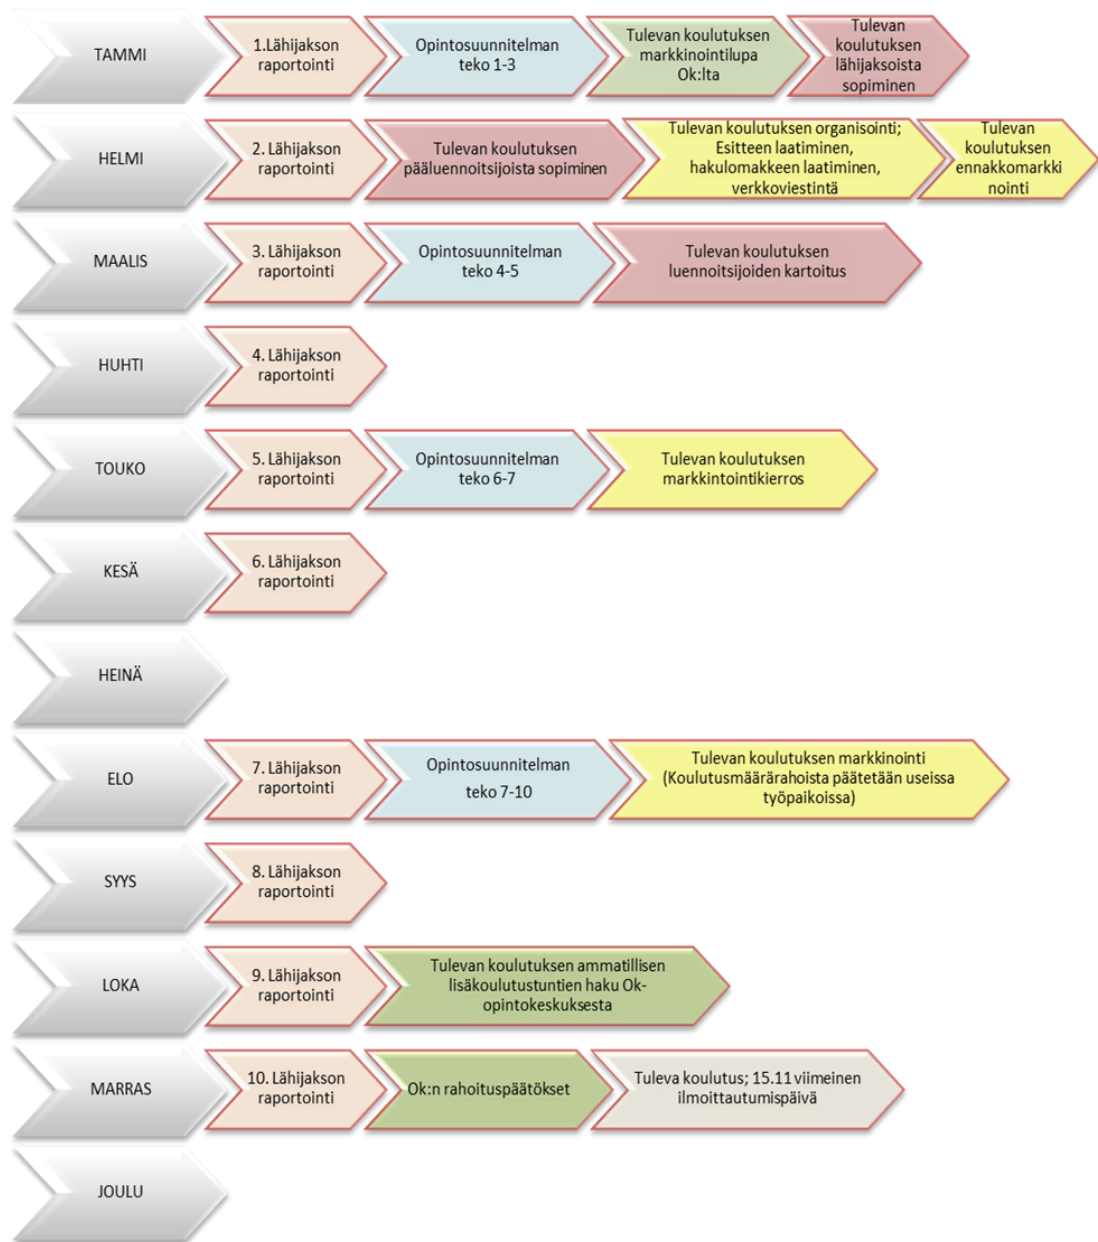 TAMMI
1.Lähijakson
raportointi
Opintosuunnitelman
teko 1-3
Tulevan koulutuksen
markkinointilupa
Ok:lta
Tulevan
koulutuksen
lähijaksoista
sopiminen
HELMI
2. Lähijakson
raportointi
Tulevan koulutuksen
pääluennoitsijoista sopiminen
Tulevan koulutuksen organisointi;
Esitteen laatiminen,
hakulomakkeen laatiminen,
verkkoviestintä
Tulevan
koulutuksen
ennakkomarkki
nointi
MAALIS
3. Lähijakson
raportointi
Opintosuunnitelman
teko 4-5
Tulevan koulutuksen
luennoitsijoiden kartoitus
HUHTI
4. Lähijakson
raportointi
TOUKO
5. Lähijakson
raportointi
Opintosuunnitelman
teko 6-7
Tulevan koulutuksen
markkintointikierros
KESÄ
6. Lähijakson
raportointi
HEINÄ
ELO
7. Lähijakson
raportointi
Opintosuunnitelman
teko 7-10
Tulevan koulutuksen markkinointi
(Koulutusmäärärahoista päätetään useissa
työpaikoissa)
SYYS
8. Lähijakson
raportointi
LOKA
9. Lähijakson
raportointi
Tulevan koulutuksen ammatillisen
lisäkoulutustuntien haku Ok-
opintokeskuksesta
MARRAS
10. Lähijakson
raportointi
Ok:n rahoituspäätökset
Tuleva koulutus; 15.11 viimeinen
ilmoittautumispäivä
JOULU